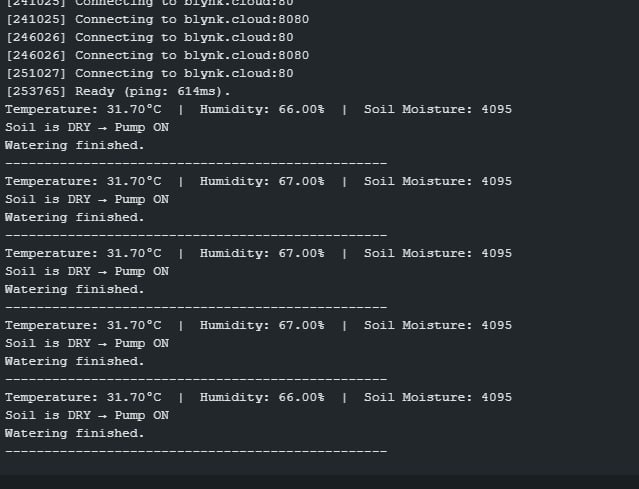 [241025] Connecting to blynk.cloud:80
[241025] Connecting to blynk.cloud:8080
[246026] Connecting to blynk.cloud:80
[246026] Connecting to blynk.cloud:8080
[251027] Connecting to blynk.cloud:80
[253765] Ready (ping: 614ms).
Temperature: 31.70°C  |  Humidity: 66.00%  |  Soil Moisture: 4095
Soil is DRY → Pump ON
Watering finished.
-------------------------------------------------
Temperature: 31.70°C  |  Humidity: 67.00%  |  Soil Moisture: 4095
Soil is DRY → Pump ON
Watering finished.
-------------------------------------------------
Temperature: 31.70°C  |  Humidity: 67.00%  |  Soil Moisture: 4095
Soil is DRY → Pump ON
Watering finished.
-------------------------------------------------
Temperature: 31.70°C  |  Humidity: 67.00%  |  Soil Moisture: 4095
Soil is DRY → Pump ON
Watering finished.
-------------------------------------------------
Temperature: 31.70°C  |  Humidity: 66.00%  |  Soil Moisture: 4095
Soil is DRY → Pump ON
Watering finished.
-------------------------------------------------